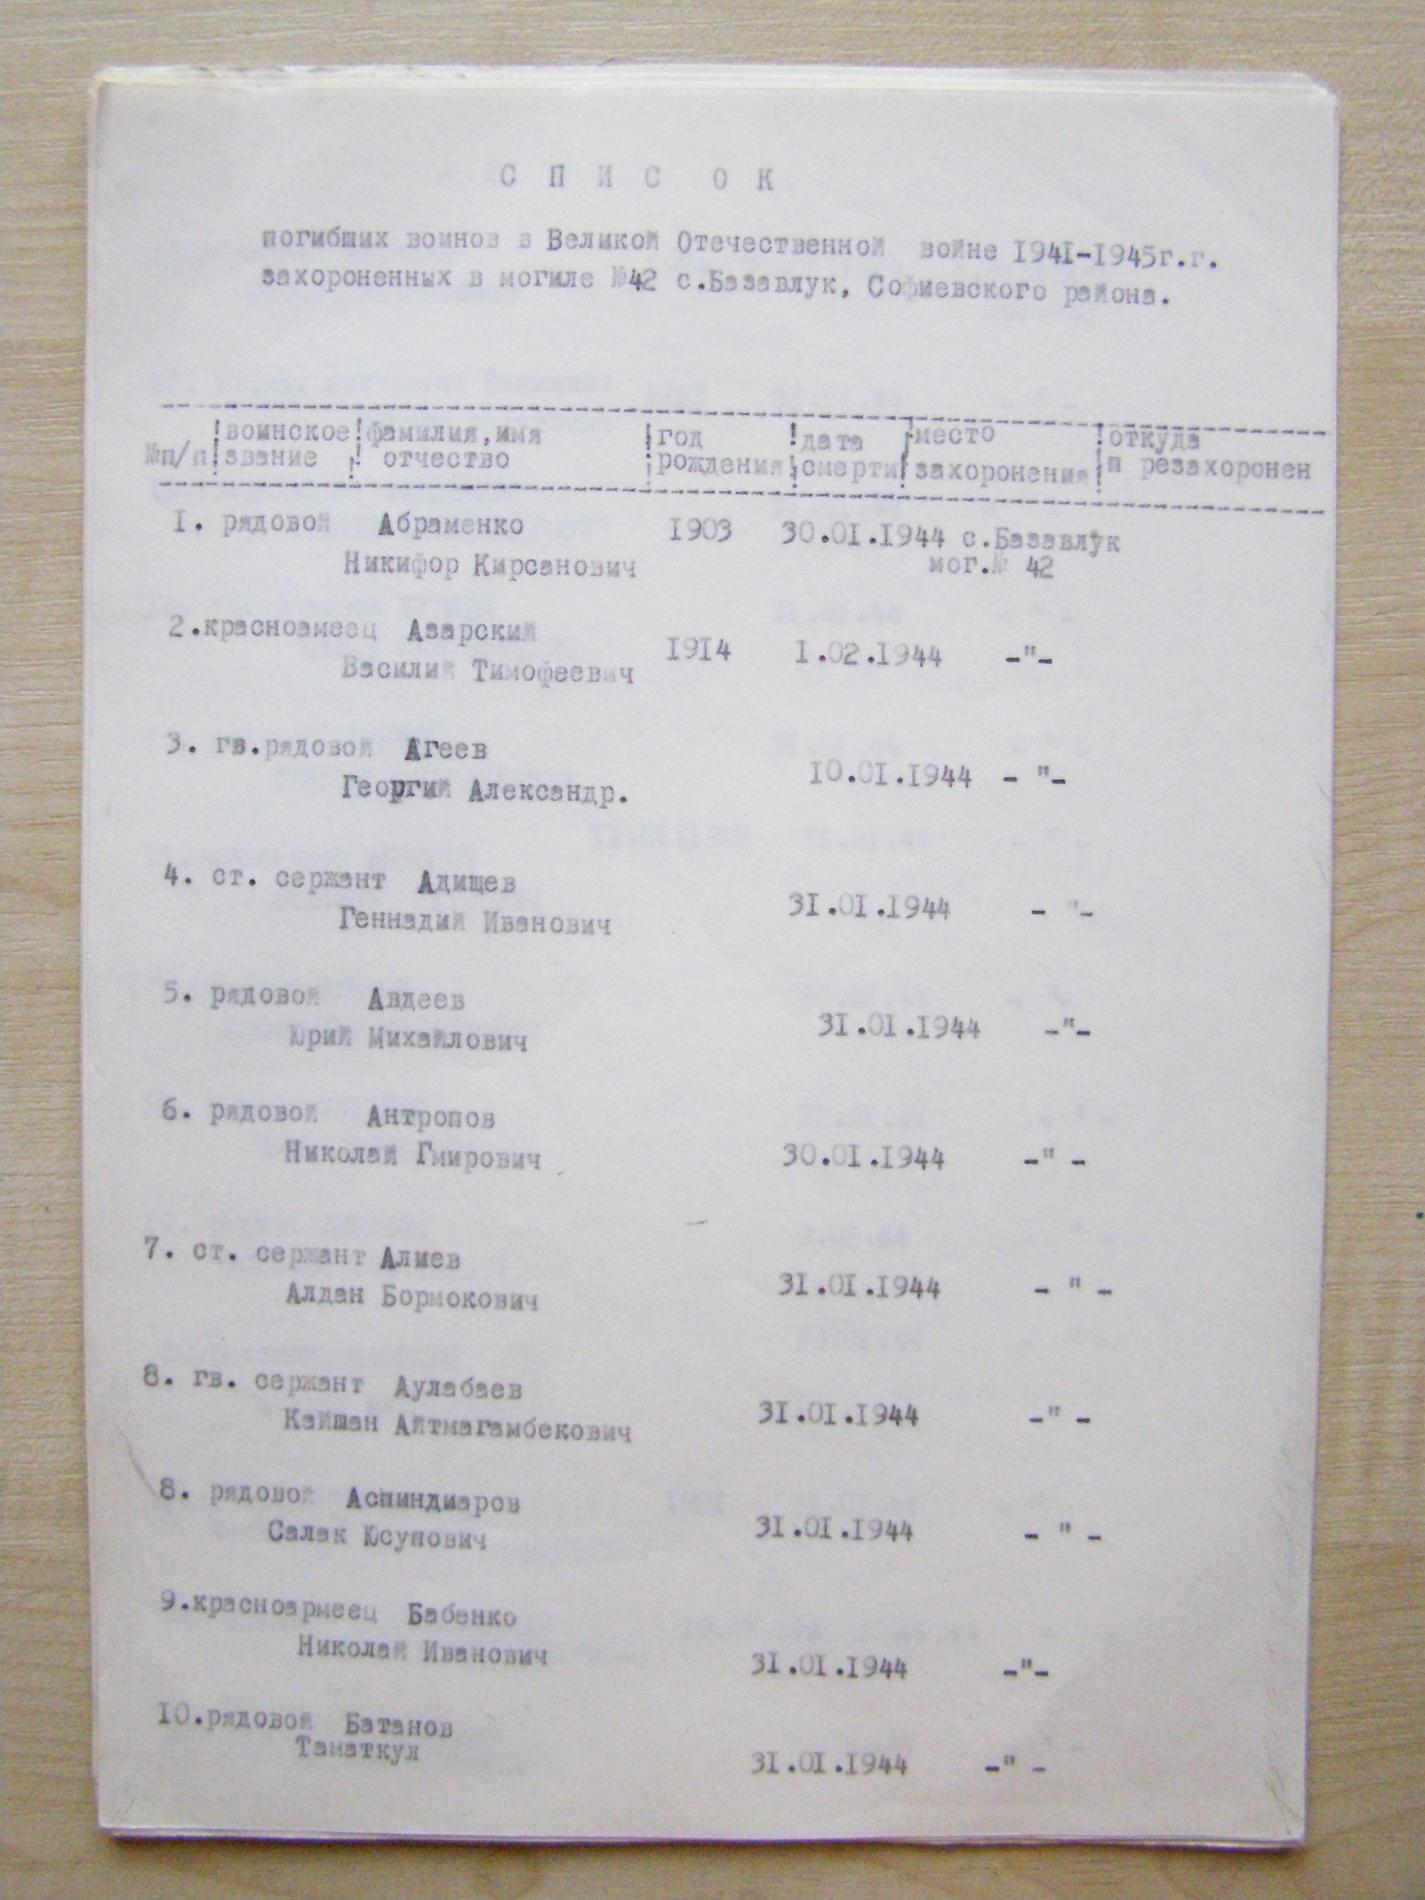 С П И С О К
погибших воинов в Великой Отечественной войне 1941-1945г.г.
захороненных в могиле №42 с.Базавлук, Софиевского района.
№п/п ! воинское ! фамилия, имя ! год ! дата ! место ! откуда
! звание ! отчество ! рождения ! смерти ! захоронения ! п резахоронен
1. рядовой Абраменко 1903 30.01.1944 с.Базавлук
Никифор Кирсанович мог.№ 42
2.красноамеец Азарский 1914 1.02.1944 -"-
Василий Тимофеевич
3. гв.рядовой Агеев
Георгий Александр. 10.01.1944 - "-
4. ст. сержант Адищев
Геннадий Иванович 31.01.1944 - "-
5. рядовой Авдеев
Юрий Михайлович 31.01.1944 -"-
6. рядовой Антропов
Николай Гмирович 30.01.1944 -" -
7. ст. сержант Алиев
Алдан Бормокович 31.01.1944 - " -
8. гв. сержант Аулабаев
Кайшан Айтмагамбекович 31.01.1944 -" -
8. рядовой Аспиндиаров
Салак Юсупович 31.01.1944 - " -
9.красноармеец Бабенко
Николай Иванович 31.01.1944 -"-
10.рядовой Батанов
Таматкул 31.01.1944 -" -